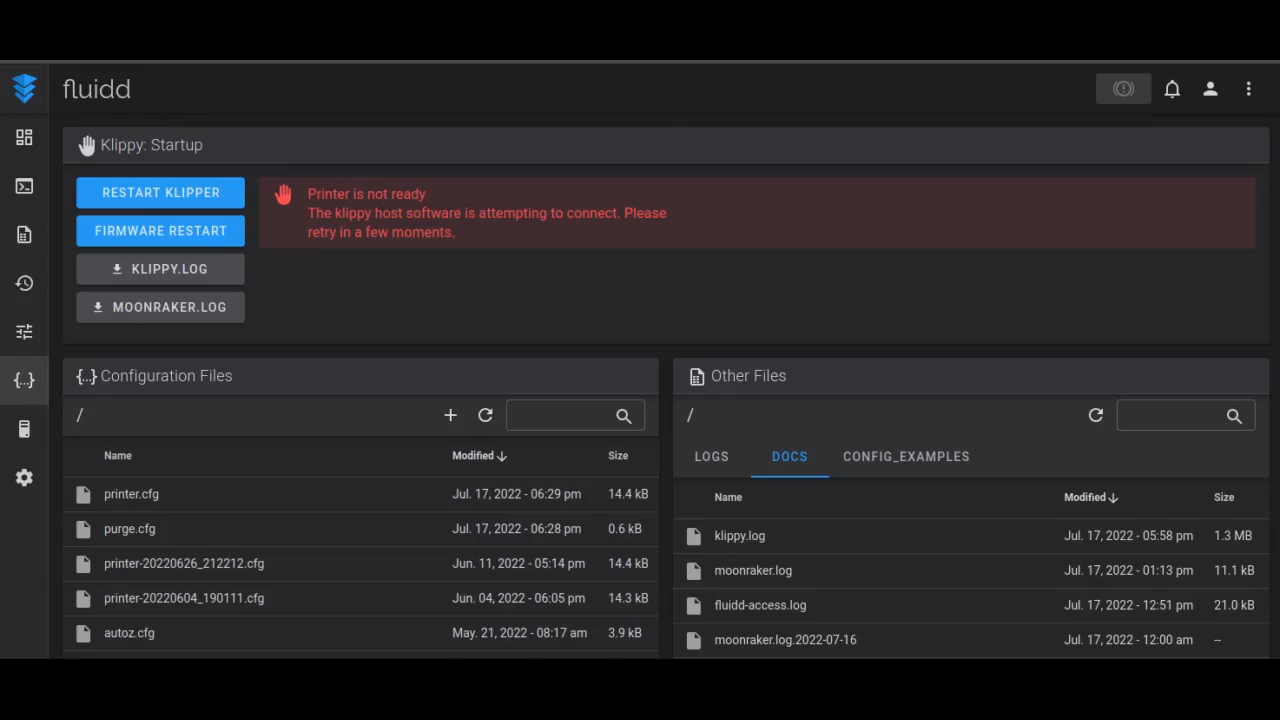 fluidd
Klippy: Startup
RESTART KLIPPER
FIRMWARE RESTART
KLIPPY.LOG
MOONRAKER.LOG
Printer is not ready
The klippy host software is attempting to connect. Please
retry in a few moments.
{...} Configuration Files
/
Name Modified Size
printer.cfg Jul. 17, 2022 - 06:29 pm 14.4 kB
purge.cfg Jul. 17, 2022 - 06:28 pm 0.6 kB
printer-20220626_212212.cfg Jun. 11, 2022 - 05:14 pm 14.4 kB
printer-20220604_190111.cfg Jun. 04, 2022 - 06:05 pm 14.3 kB
autoz.cfg May. 21, 2022 - 08:17 am 3.9 kB
Other Files
/
LOGS DOCS CONFIG_EXAMPLES
Name Modified Size
klippy.log Jul. 17, 2022 - 05:58 pm 1.3 MB
moonraker.log Jul. 17, 2022 - 01:13 pm 11.1 kB
fluidd-access.log Jul. 17, 2022 - 12:51 pm 21.0 kB
moonraker.log.2022-07-16 Jul. 17, 2022 - 12:00 am --